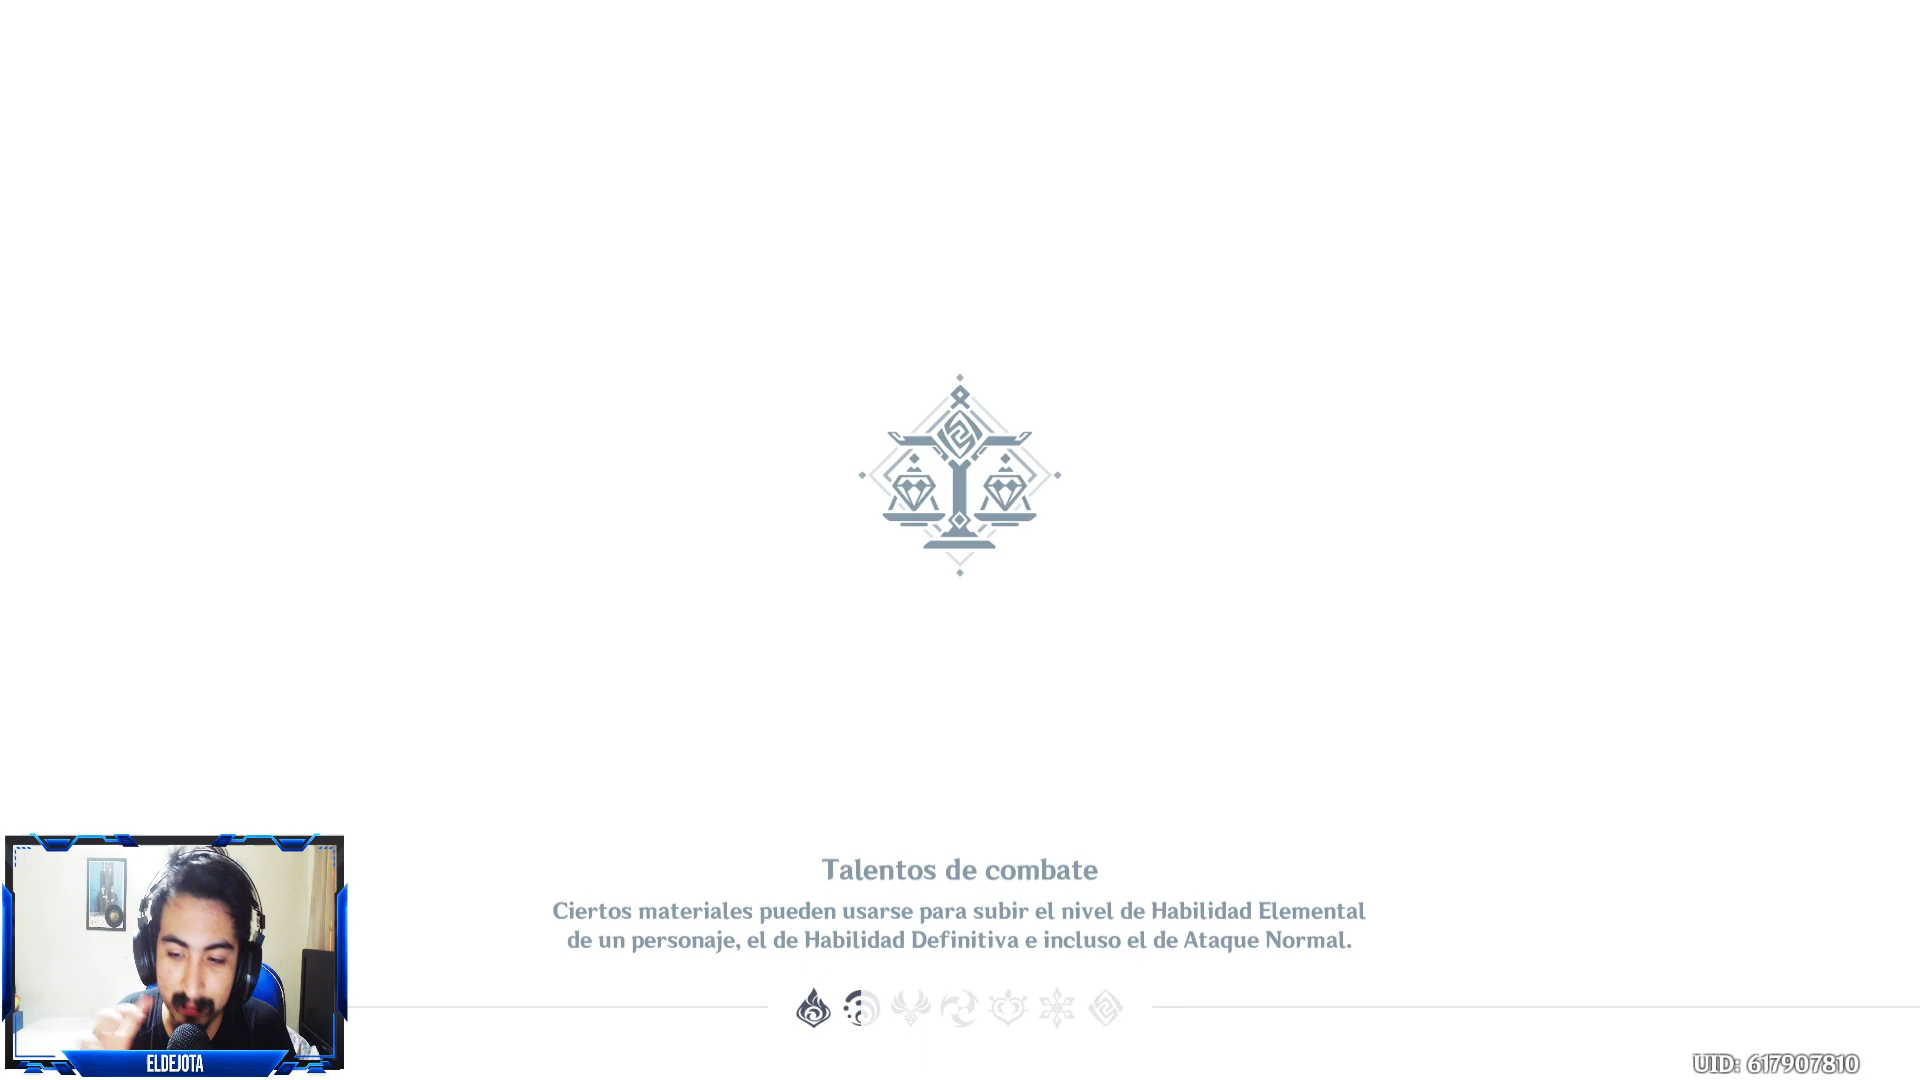 Talentos de combate
Ciertos materiales pueden usarse para subir el nivel de Habilidad Elemental
de un personaje, el de Habilidad Definitiva e incluso el de Ataque Normal.
ELDEJOTA
UID: 617907810